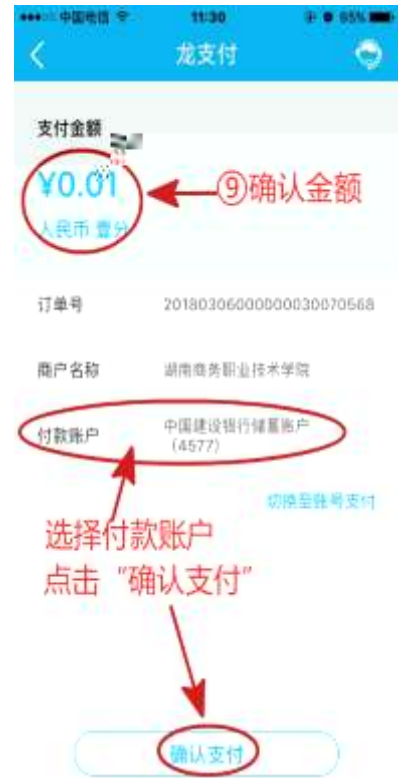 中国电信 11:30 95%
龙支付
支付金额
¥0.01
⑨确认金额
人民币 壹分
订单号 20180306000000030070568
商户名称 湖南商务职业技术学院
付款账户 中国建设银行储蓄账户
(4577)
切换至账号支付
选择付款账户
点击“确认支付”
确认支付